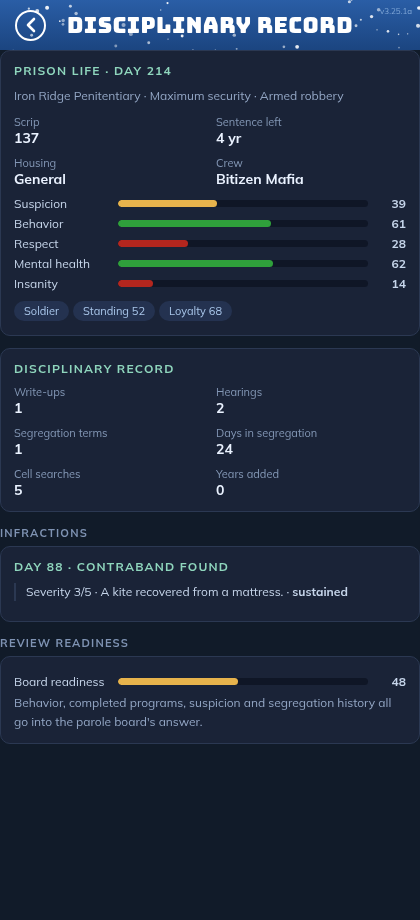 DISCIPLINARY RECORD
v3.25.1a
PRISON LIFE · DAY 214
Iron Ridge Penitentiary · Maximum security · Armed robbery
Scrip
137
Sentence left
4 yr
Housing
General
Crew
Bitizen Mafia
Suspicion 39
Behavior 61
Respect 28
Mental health 62
Insanity 14
Soldier Standing 52 Loyalty 68
DISCIPLINARY RECORD
Write-ups
1
Hearings
2
Segregation terms
1
Days in segregation
24
Cell searches
5
Years added
0
INFRACTIONS
DAY 88 · CONTRABAND FOUND
Severity 3/5 · A kite recovered from a mattress. · sustained
REVIEW READINESS
Board readiness 48
Behavior, completed programs, suspicion and segregation history all
go into the parole board's answer.